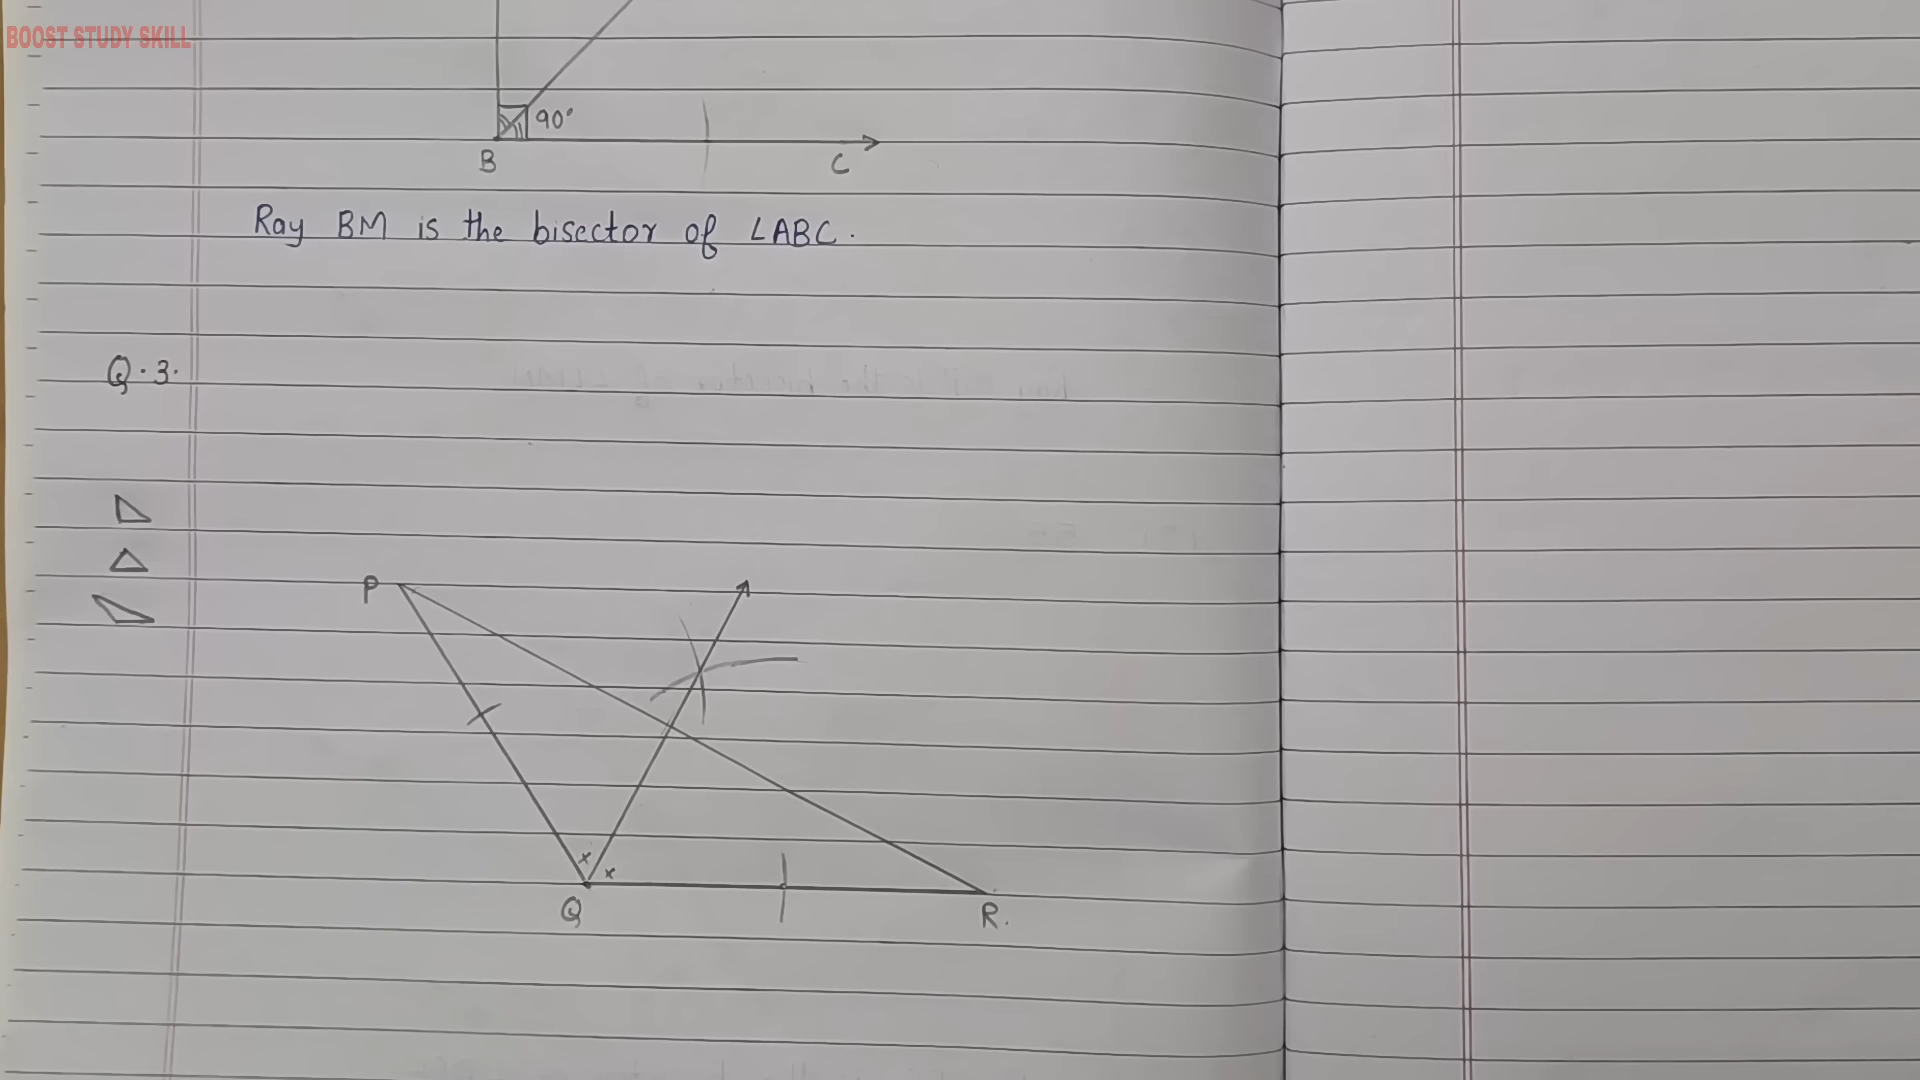 BOOST STUDY SKILL
90°
B
C
Ray BM is the bisector of ∠ABC.
Q.3.
P
x
x
Q
R.